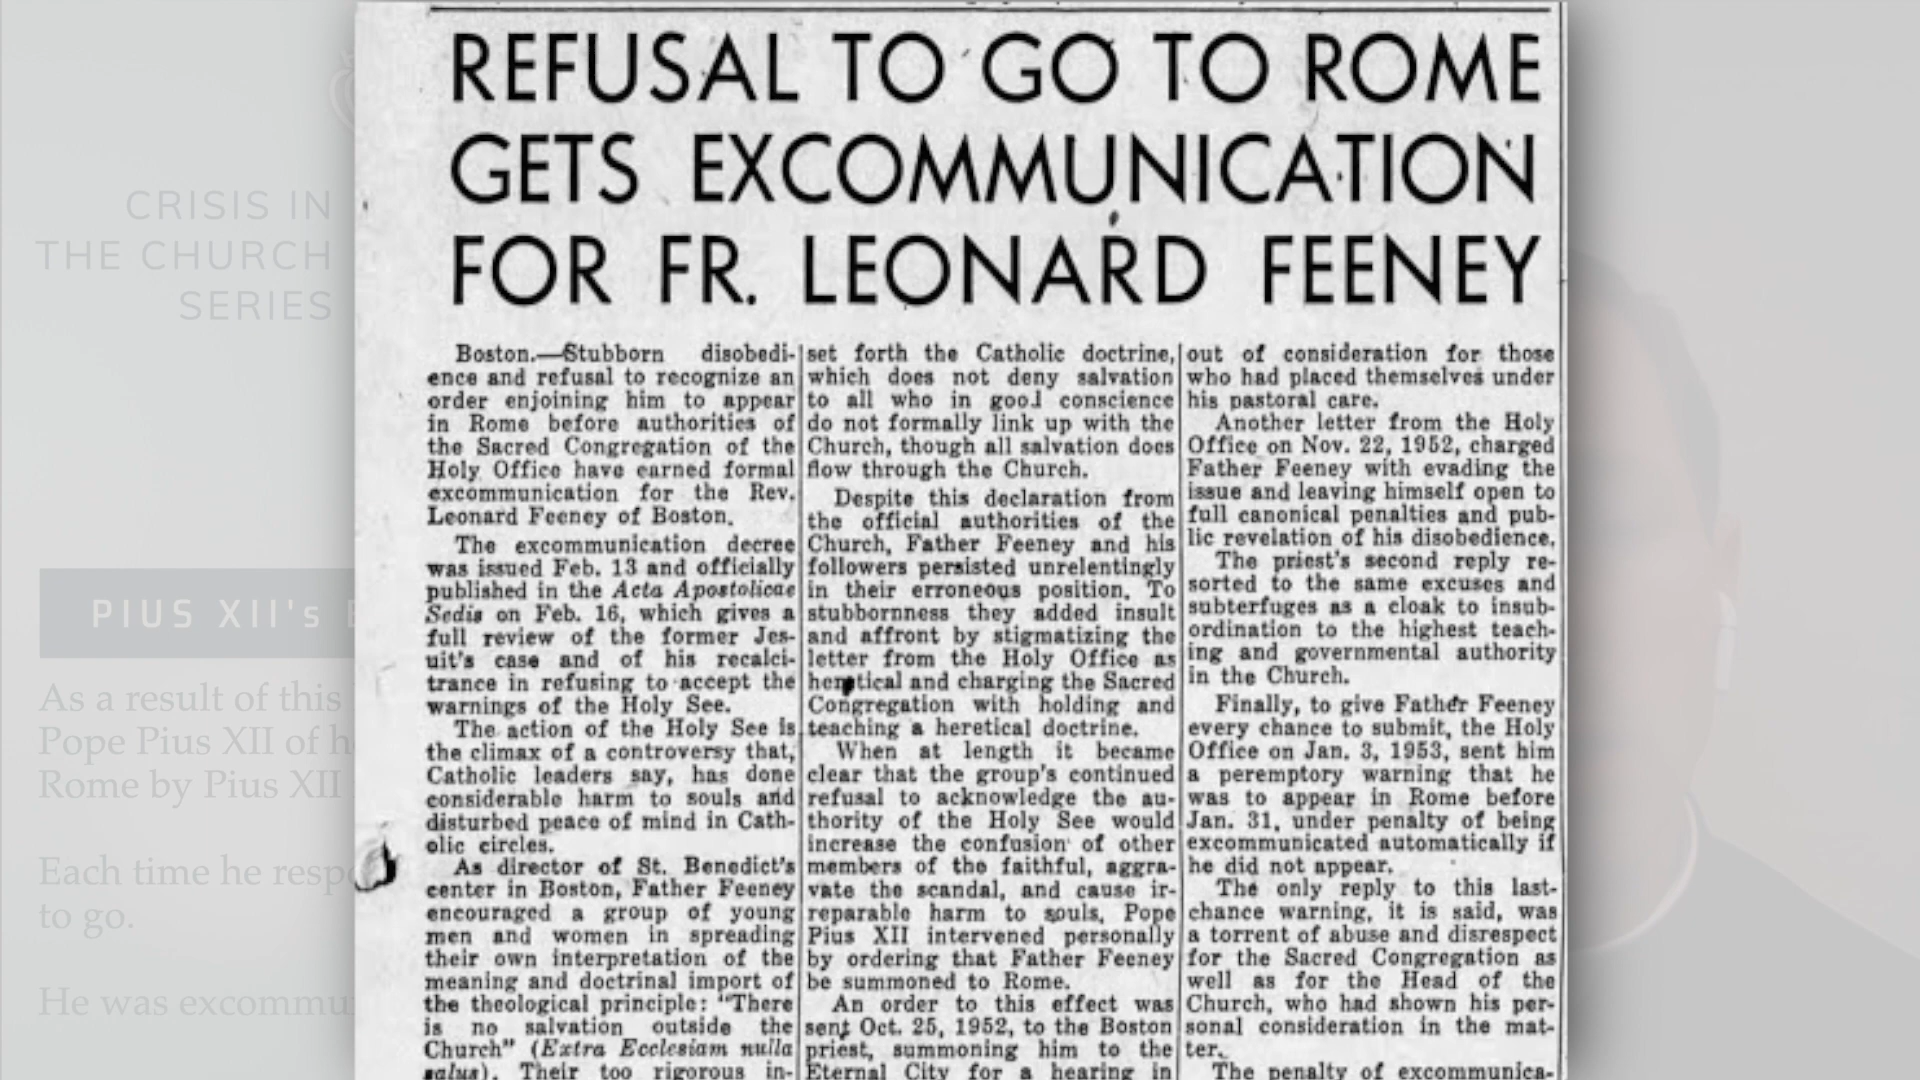 REFUSAL TO GO TO ROME
GETS EXCOMMUNICATION
FOR FR. LEONARD FEENEY
Boston.—Stubborn disobedi-
ence and refusal to recognize an
order enjoining him to appear
in Rome before authorities of
the Sacred Congregation of the
Holy Office have earned formal
excommunication for the Rev.
Leonard Feeney of Boston.
The excommunication decree
was issued Feb. 13 and officially
published in the Acta Apostolicae
Sedis on Feb. 16, which gives a
full review of the former Jes-
uit's case and of his recalci-
trance in refusing to accept the
warnings of the Holy See.
The action of the Holy See is
the climax of a controversy that,
Catholic leaders say, has done
considerable harm to souls and
disturbed peace of mind in Cath-
olic circles.
As director of St. Benedict's
center in Boston, Father Feeney
encouraged a group of young
men and women in spreading
their own interpretation of the
meaning and doctrinal import of
the theological principle: "There
is no salvation outside the
Church" (Extra Ecclesiam nulla
salus). Their too rigorous in-
set forth the Catholic doctrine,
which does not deny salvation
to all who in good conscience
do not formally link up with the
Church, though all salvation does
flow through the Church.
Despite this declaration from
the official authorities of the
Church, Father Feeney and his
followers persisted unrelentingly
in their erroneous position. To
stubbornness they added insult
and affront by stigmatizing the
letter from the Holy Office as
heretical and charging the Sacred
Congregation with holding and
teaching a heretical doctrine.
When at length it became
clear that the group's continued
refusal to acknowledge the au-
thority of the Holy See would
increase the confusion of other
members of the faithful, aggra-
vate the scandal, and cause ir-
reparable harm to souls, Pope
Pius XII intervened personally
by ordering that Father Feeney
be summoned to Rome.
An order to this effect was
sent Oct. 25, 1952, to the Boston
priest, summoning him to the
Eternal City for a hearing in
out of consideration for those
who had placed themselves under
his pastoral care.
Another letter from the Holy
Office on Nov. 22, 1952, charged
Father Feeney with evading the
issue and leaving himself open to
full canonical penalties and pub-
lic revelation of his disobedience.
The priest's second reply re-
sorted to the same excuses and
subterfuges as a cloak to insub-
ordination to the highest teach-
ing and governmental authority
in the Church.
Finally, to give Father Feeney
every chance to submit, the Holy
Office on Jan. 3, 1953, sent him
a peremptory warning that he
was to appear in Rome before
Jan. 31, under penalty of being
excommunicated automatically if
he did not appear.
The only reply to this last-
chance warning, it is said, was
a torrent of abuse and disrespect
for the Sacred Congregation as
well as for the Head of the
Church, who had shown his per-
sonal consideration in the mat-
ter.
The penalty of excommunica-
CRISIS IN
THE CHURCH
SERIES
PIUS XII's
As a result of this
Pope Pius XII of
Rome by Pius XII
Each time he
to go.
He was